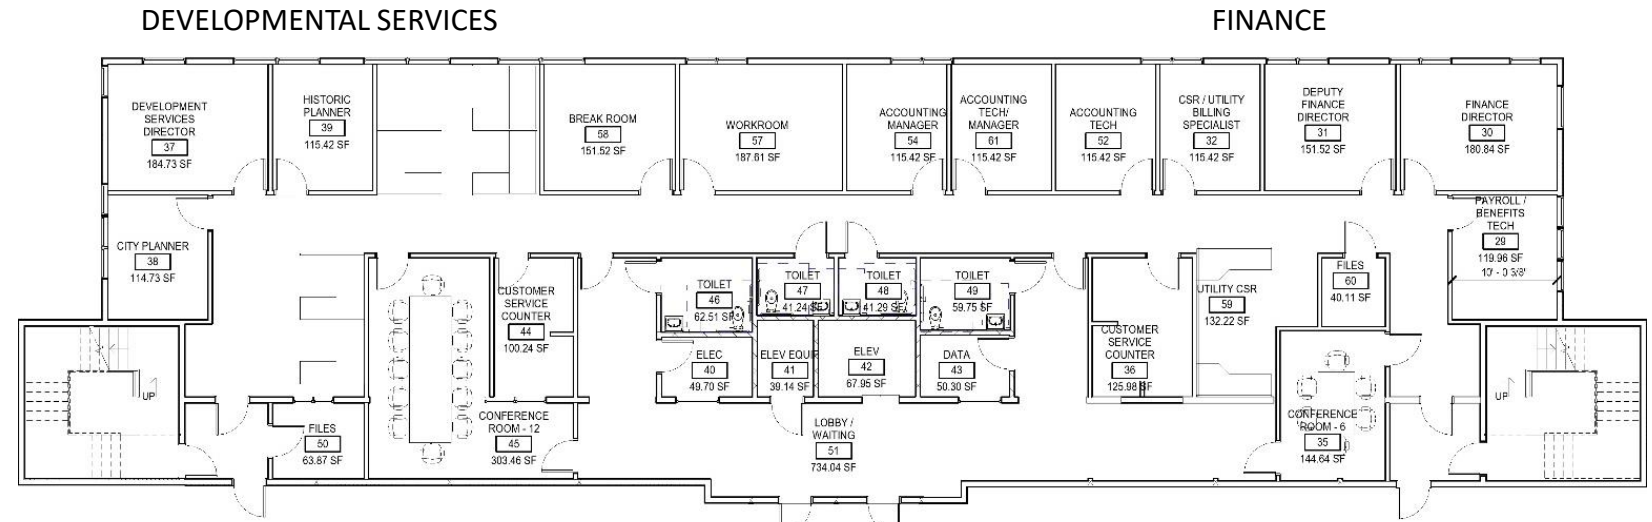 DEVELOPMENTAL SERVICES
FINANCE
DEVELOPMENT
SERVICES
DIRECTOR
37
184.73 SF
HISTORIC
PLANNER
39
115.42 SF
BREAK ROOM
58
151.52 SF
WORKROOM
57
187.61 SF
ACCOUNTING
MANAGER
54
115.42 SF
ACCOUNTING
TECH/
MANAGER
61
115.42 SF
ACCOUNTING
TECH
52
115.42 SF
CSR / UTILITY
BILLING
SPECIALIST
32
115.42 SF
DEPUTY
FINANCE
DIRECTOR
31
151.52 SF
FINANCE
DIRECTOR
30
180.84 SF
CITY PLANNER
38
114.73 SF
PAYROLL /
BENEFITS
TECH
29
119.96 SF
10' - 0 3/8"
CUSTOMER
SERVICE
COUNTER
44
100.24 SF
TOILET
46
62.51 SF
TOILET
47
41.24 SF
TOILET
48
41.29 SF
TOILET
49
59.75 SF
UTILITY CSR
59
132.22 SF
FILES
60
40.11 SF
CUSTOMER
SERVICE
COUNTER
36
125.98 SF
ELEC
40
49.70 SF
ELEV EQUIP
41
39.14 SF
ELEV
42
67.95 SF
DATA
43
50.30 SF
UP
UP
FILES
50
63.87 SF
CONFERENCE
ROOM - 12
45
303.46 SF
LOBBY /
WAITING
51
734.04 SF
CONFERENCE
ROOM - 6
35
144.64 SF